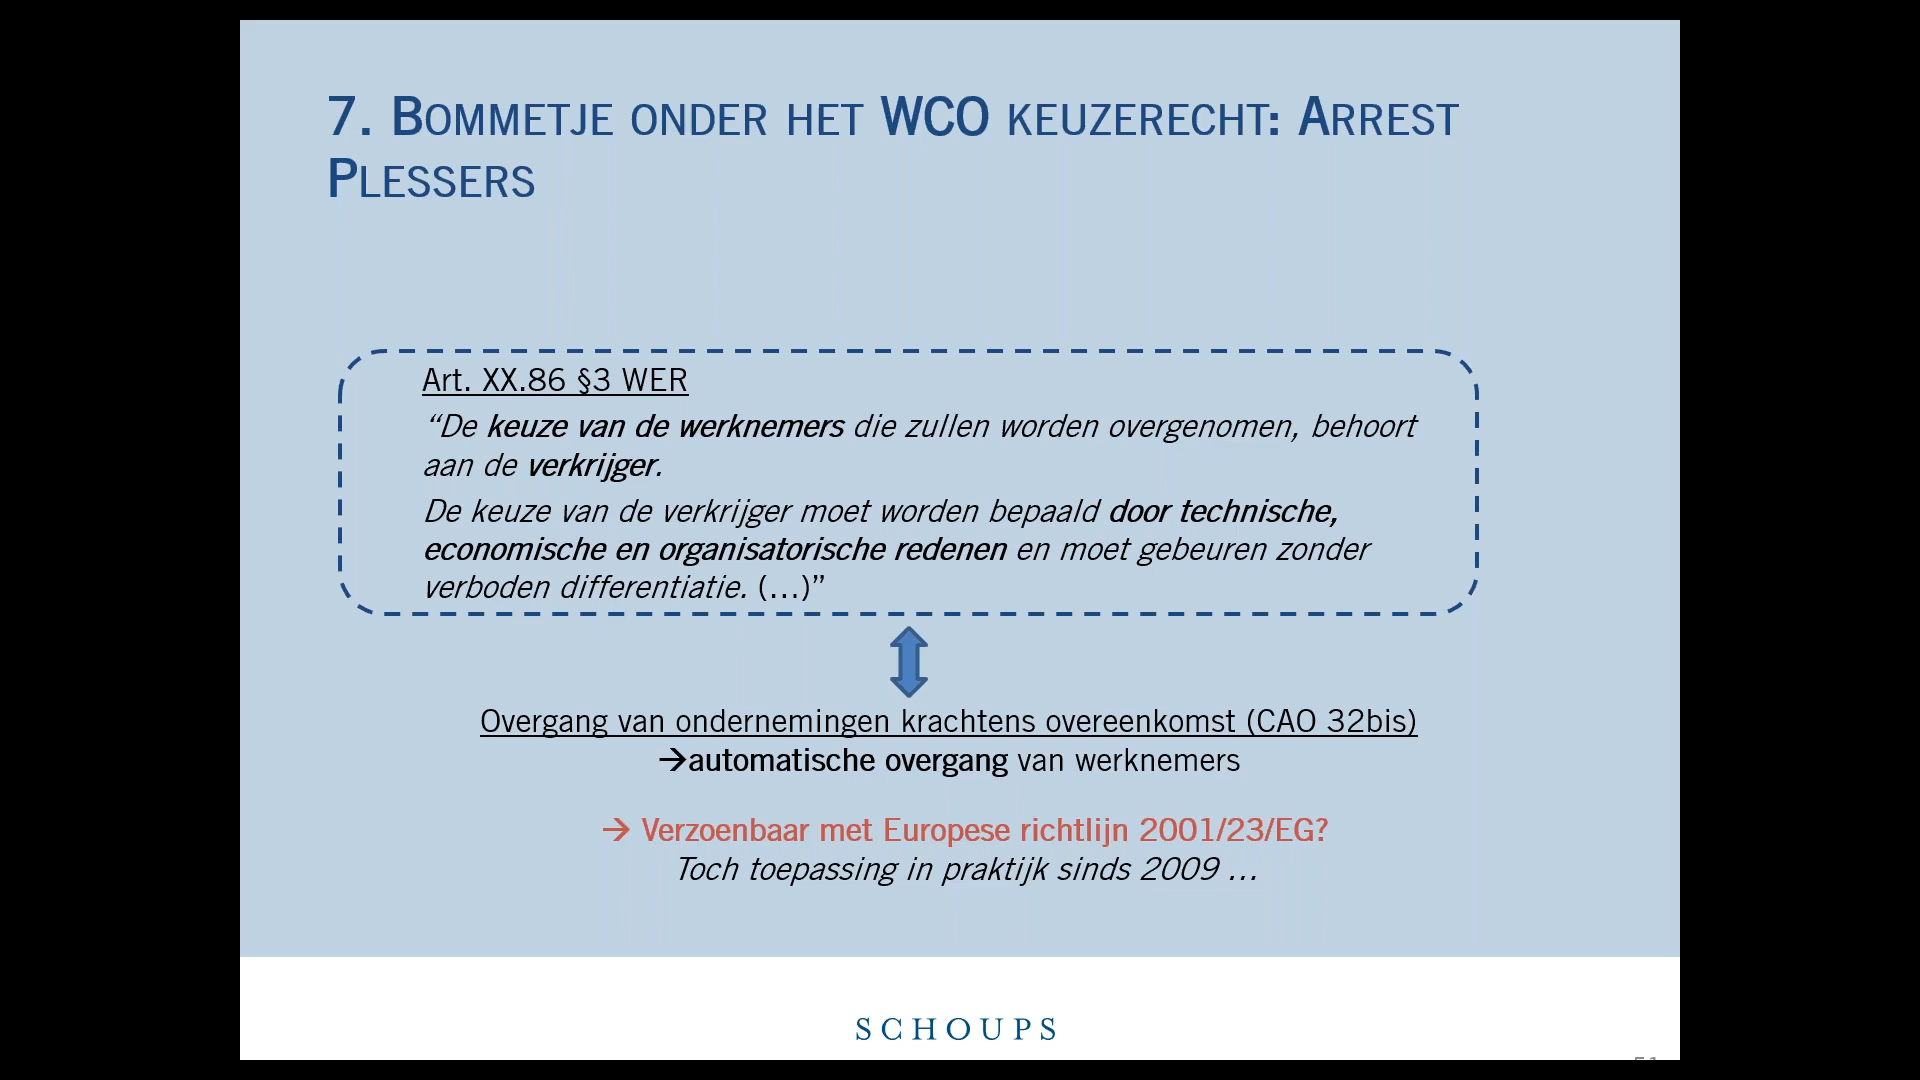 7. Bommetje onder het WCO keuzerecht: Arrest
Plessers
Art. XX.86 §3 WER
“De keuze van de werknemers die zullen worden overgenomen, behoort
aan de verkrijger.
De keuze van de verkrijger moet worden bepaald door technische,
economische en organisatorische redenen en moet gebeuren zonder
verboden differentiatie. (…)”
Overgang van ondernemingen krachtens overeenkomst (CAO 32bis)
→automatische overgang van werknemers
→ Verzoenbaar met Europese richtlijn 2001/23/EG?
Toch toepassing in praktijk sinds 2009 …
SCHOUPS